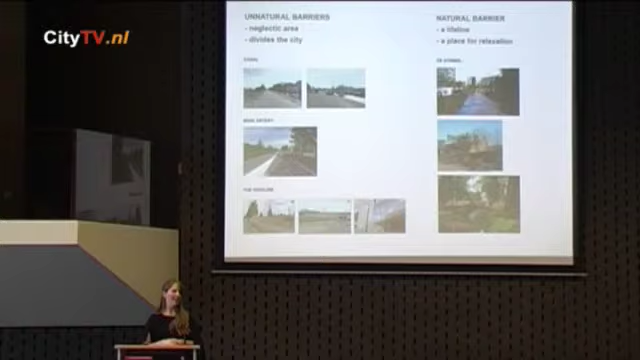 CityTV.nl
UNNATURAL BARRIERS
- neglectic area
- divides the city
NATURAL BARRIER
- a lifeline
- a place for relaxation